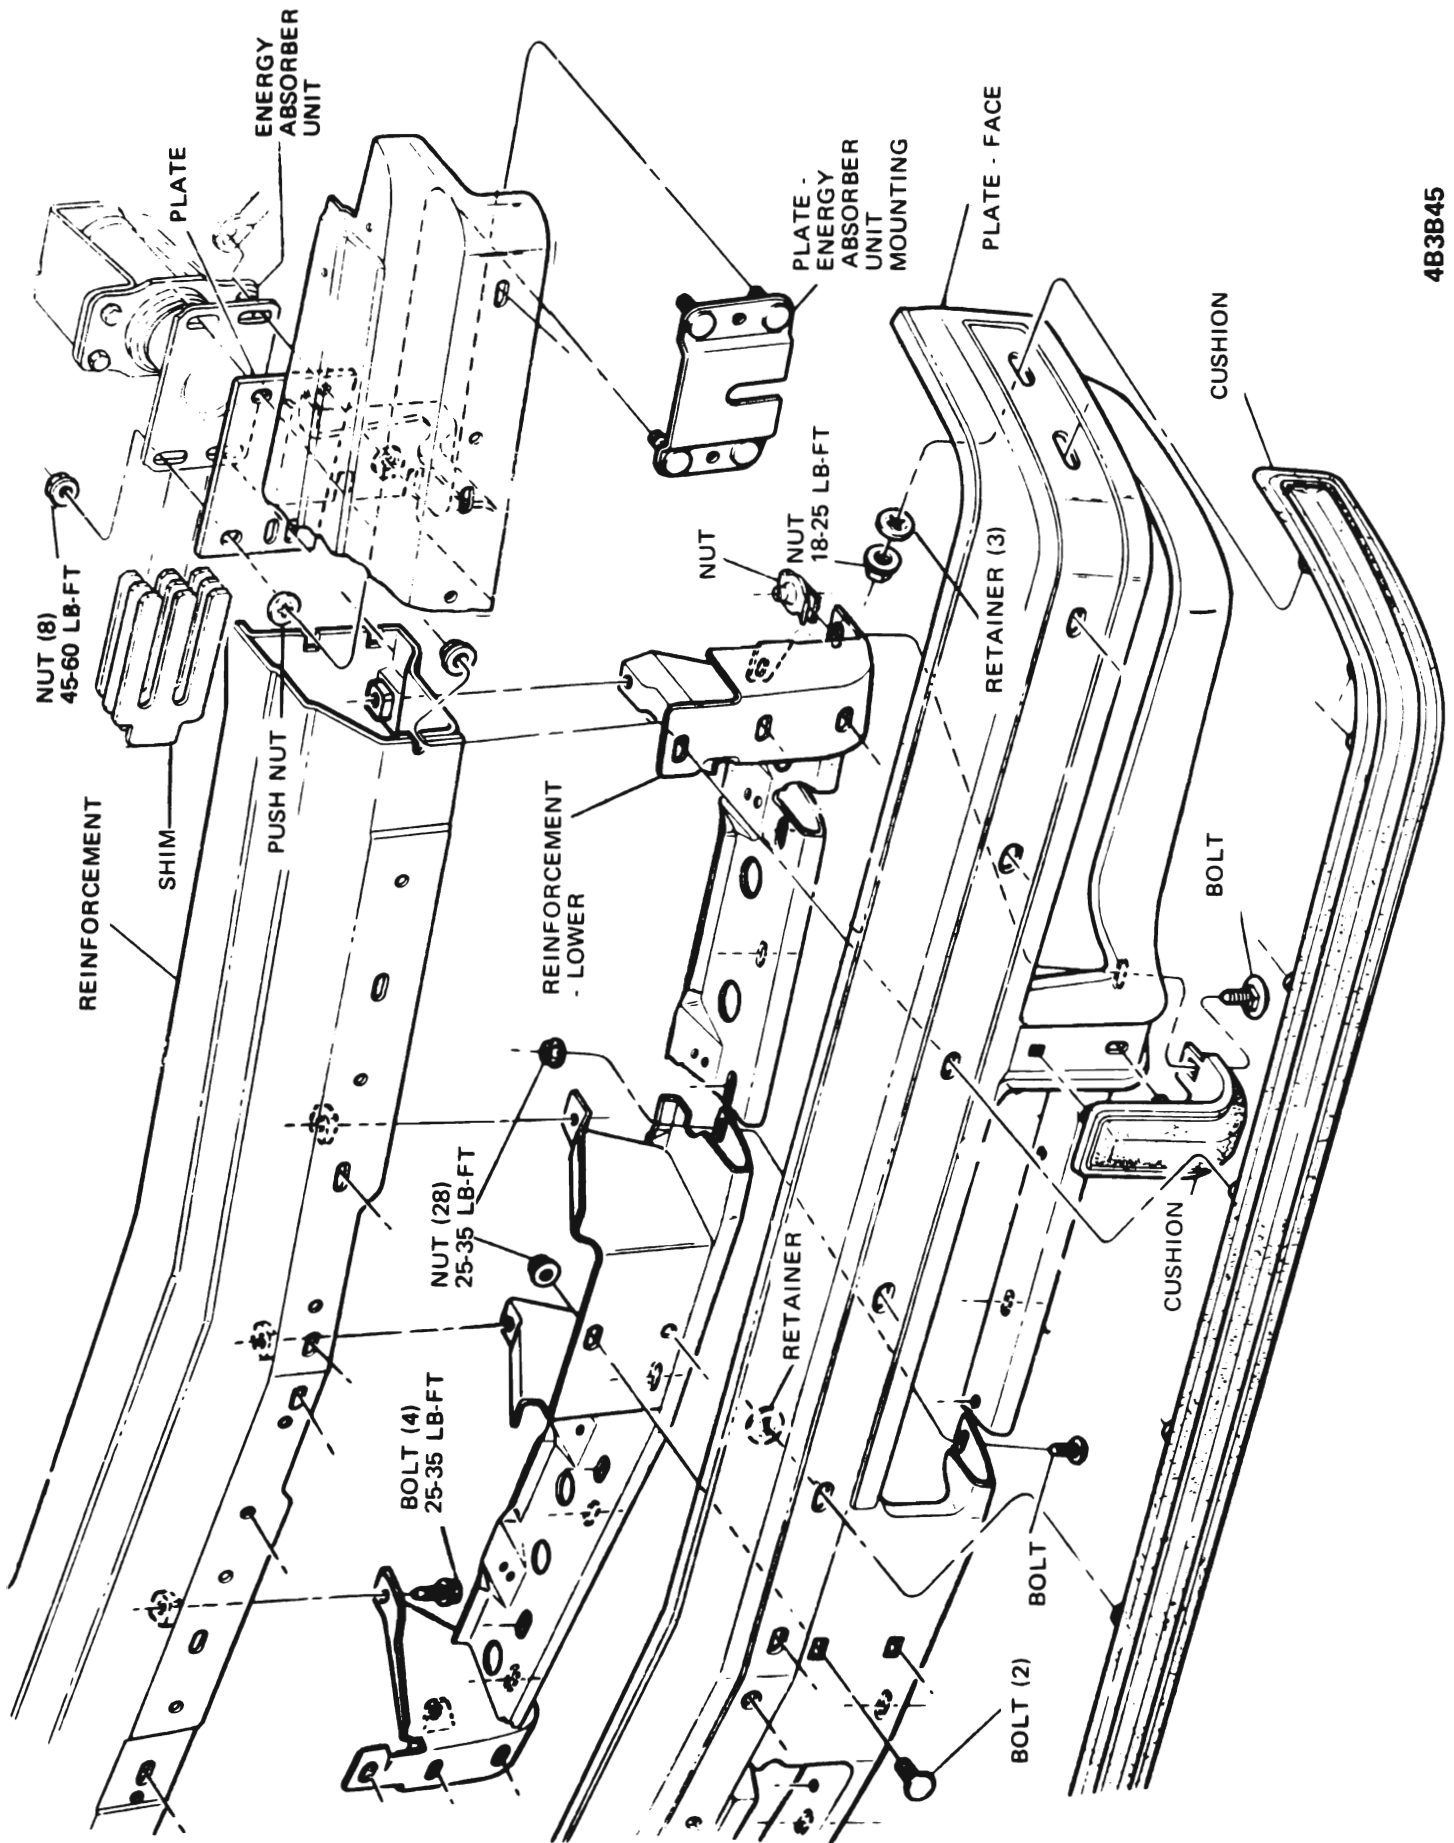 ENERGY
ABSORBER
UNIT
PLATE
NUT (8)
45-60 LB-FT
SHIM
PUSH NUT
REINFORCEMENT
PLATE -
ENERGY
ABSORBER
UNIT
MOUNTING
PLATE - FACE
NUT
NUT
18-25 LB-FT
RETAINER (3)
REINFORCEMENT
- LOWER
CUSHION
BOLT
NUT (28)
25-35 LB-FT
BOLT (4)
25-35 LB-FT
RETAINER
CUSHION
BOLT
BOLT (2)
4B3B45